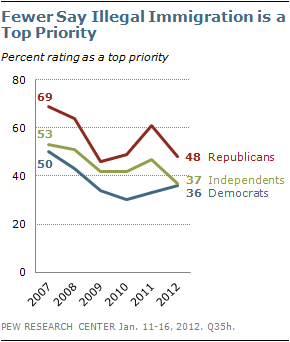 Fewer Say Illegal Immigration is a
Top Priority
Percent rating as a top priority
80
60
40
20
0
69
53
50
48 Republicans
37 Independents
36 Democrats
2007 2008 2009 2010 2011 2012
PEW RESEARCH CENTER Jan. 11-16, 2012. Q35h.